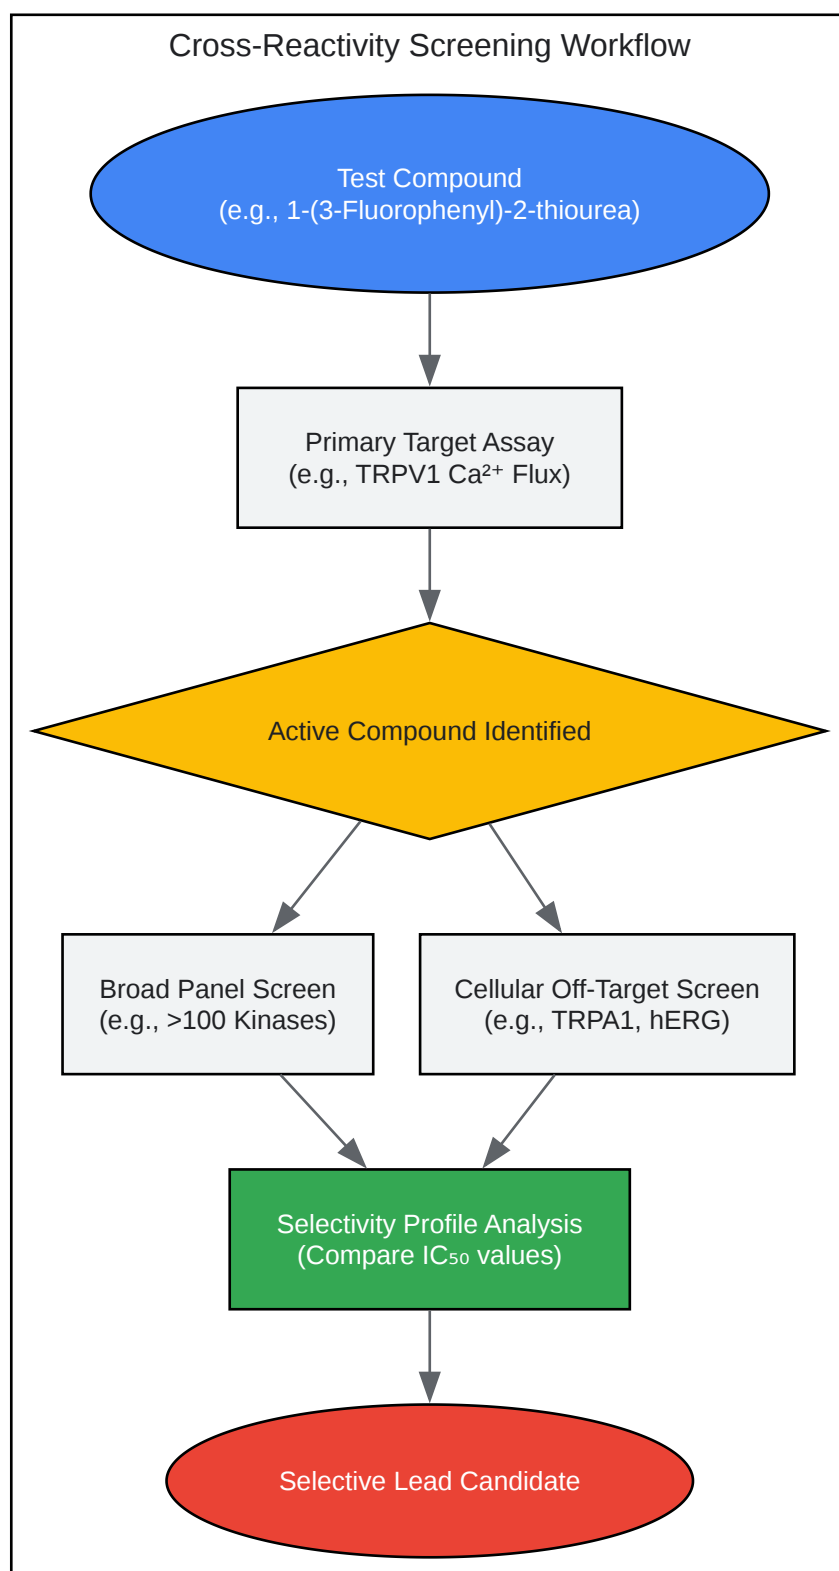 Cross-Reactivity Screening Workflow
Test Compound
(e.g., 1-(3-Fluorophenyl)-2-thiourea)
Primary Target Assay
(e.g., TRPV1 Ca²⁺ Flux)
Active Compound Identified
Broad Panel Screen
(e.g., >100 Kinases)
Cellular Off-Target Screen
(e.g., TRPA1, hERG)
Selectivity Profile Analysis
(Compare IC₅₀ values)
Selective Lead Candidate